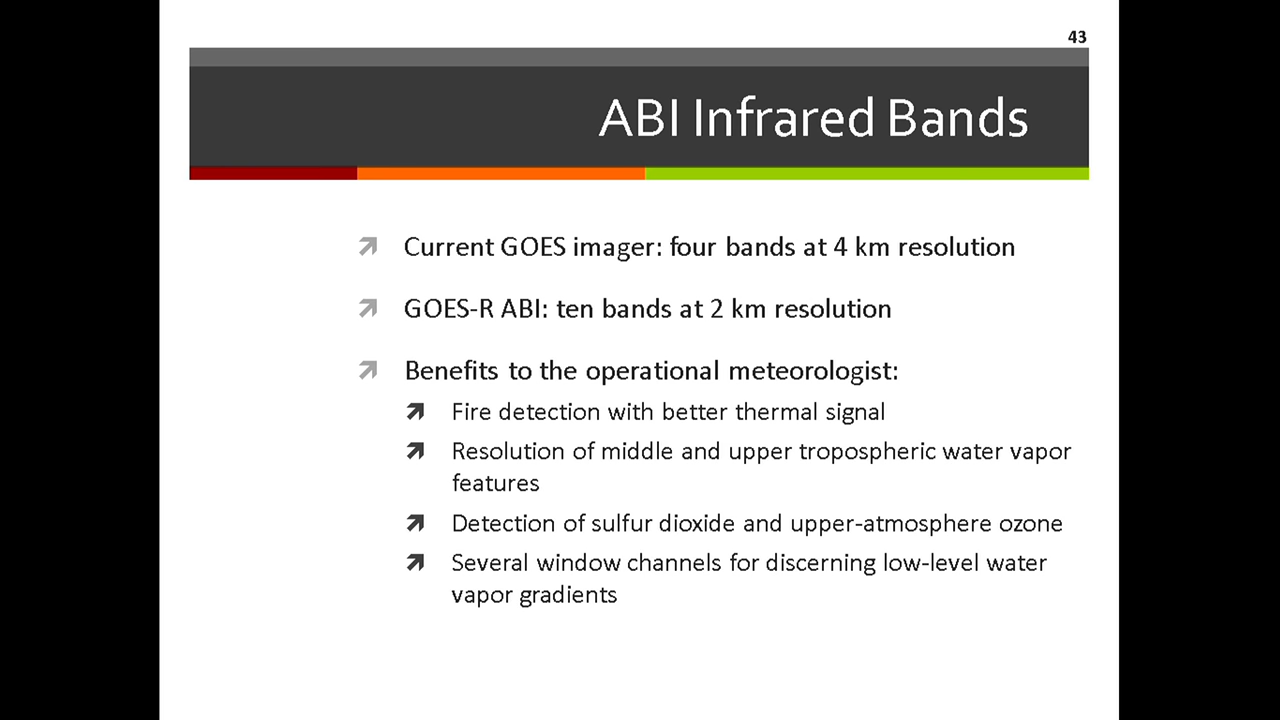 43
ABI Infrared Bands
Current GOES imager: four bands at 4 km resolution
GOES-R ABI: ten bands at 2 km resolution
Benefits to the operational meteorologist:
Fire detection with better thermal signal
Resolution of middle and upper tropospheric water vapor
features
Detection of sulfur dioxide and upper-atmosphere ozone
Several window channels for discerning low-level water
vapor gradients